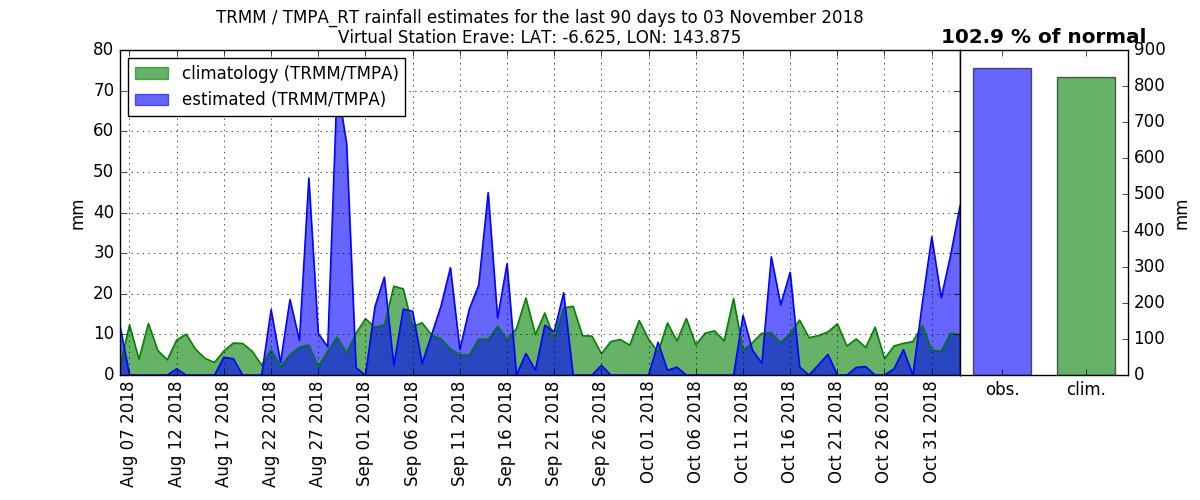 TRMM / TMPA_RT rainfall estimates for the last 90 days to 03 November 2018
Virtual Station Erave: LAT: -6.625, LON: 143.875
102.9 % of normal
climatology (TRMM/TMPA)
estimated (TRMM/TMPA)
80
70
60
50
40
30
20
10
0
mm
Aug 07 2018
Aug 12 2018
Aug 17 2018
Aug 22 2018
Aug 27 2018
Sep 01 2018
Sep 06 2018
Sep 11 2018
Sep 16 2018
Sep 21 2018
Sep 26 2018
Oct 01 2018
Oct 06 2018
Oct 11 2018
Oct 16 2018
Oct 21 2018
Oct 26 2018
Oct 31 2018
obs.
clim.
900
800
700
600
500
400
300
200
100
0
mm